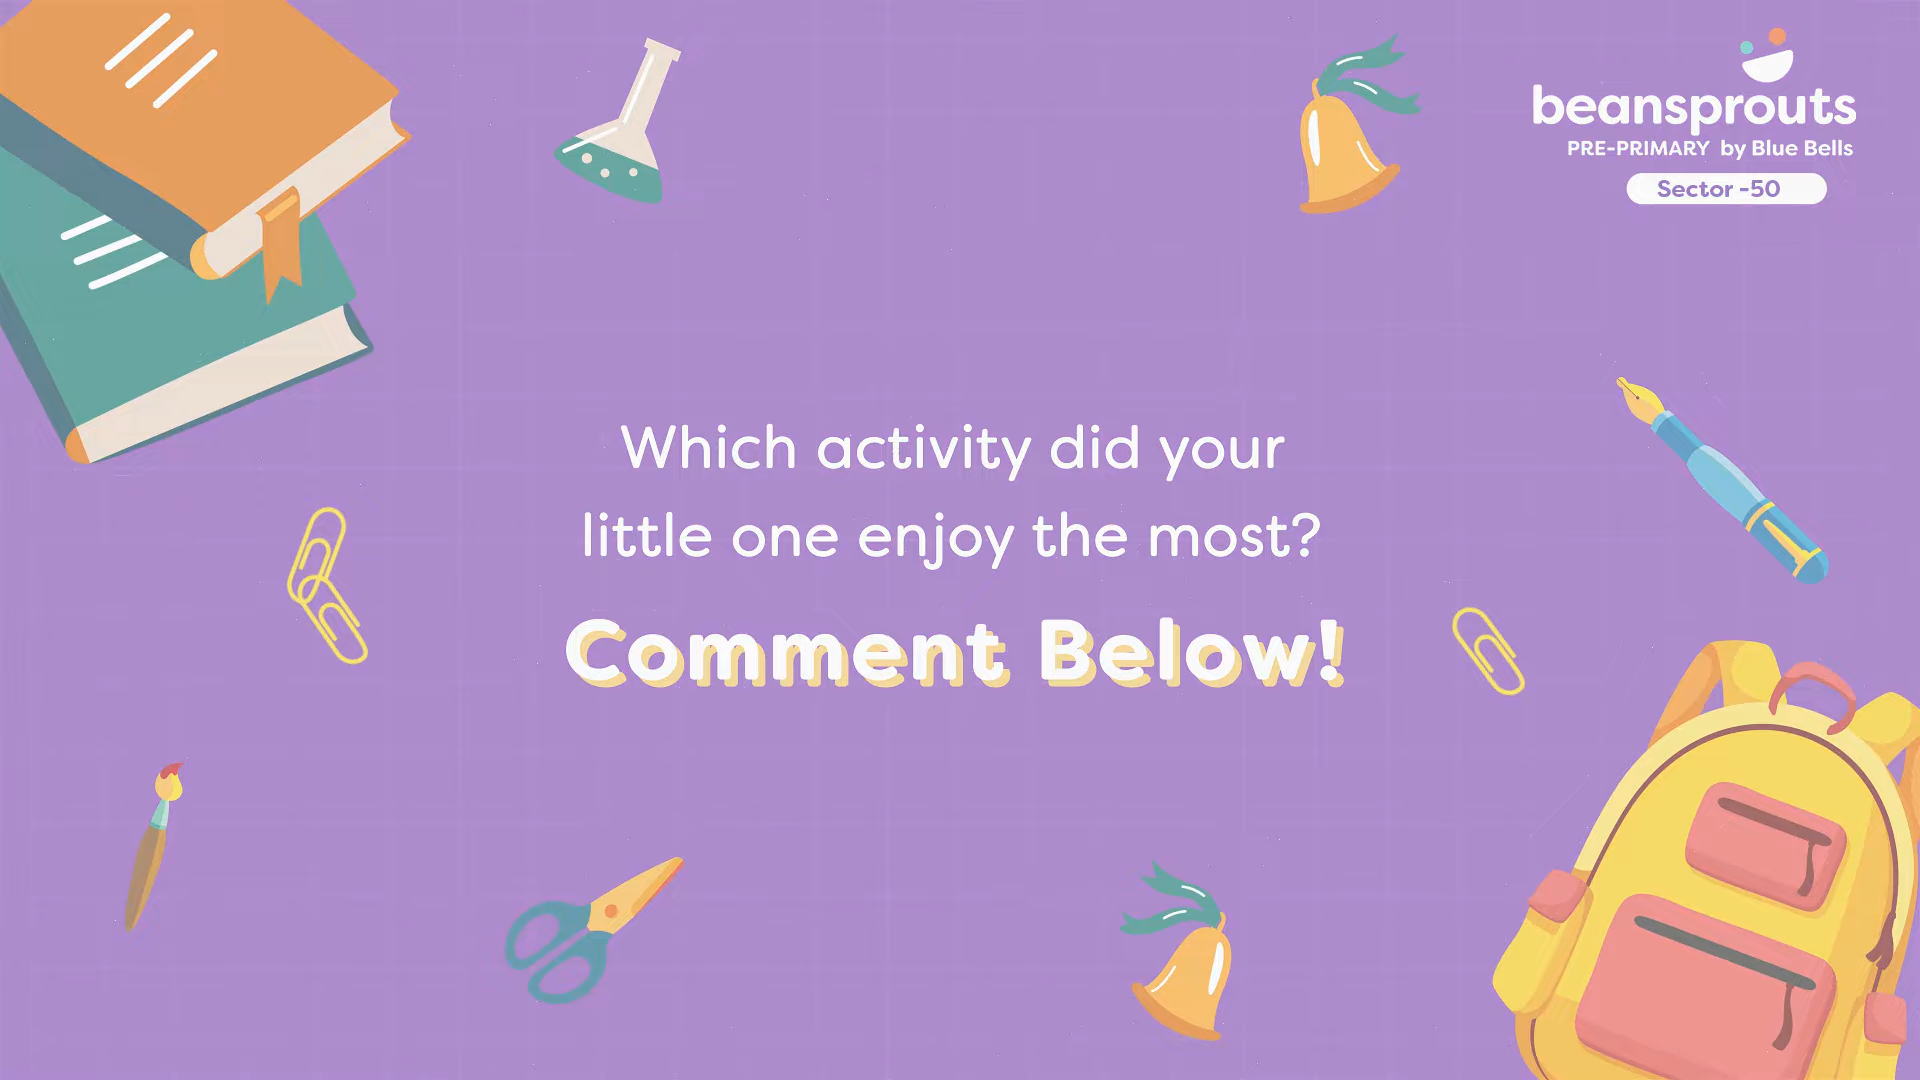 beansprouts
PRE-PRIMARY by Blue Bells
Sector -50
Which activity did your
little one enjoy the most?
Comment Below!